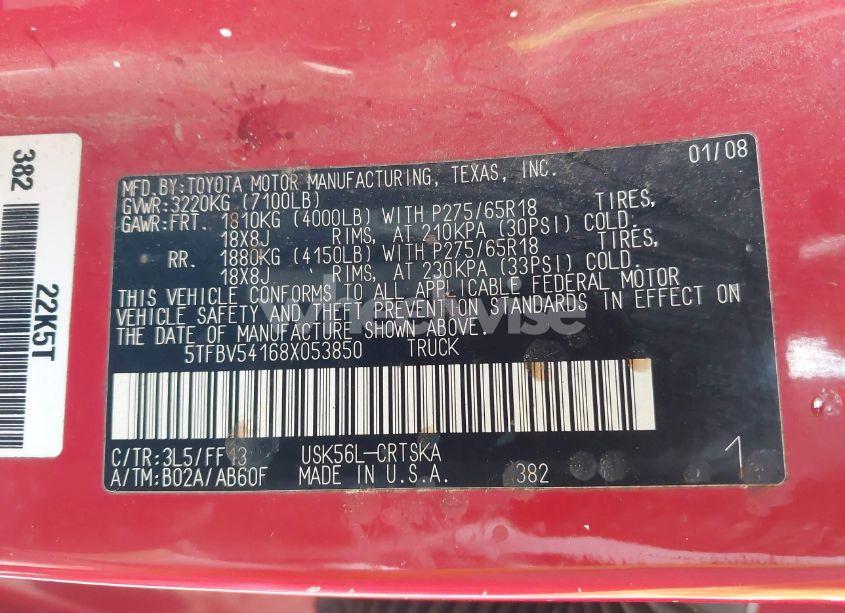 01/08
MFD.BY:TOYOTA MOTOR MANUFACTURING, TEXAS, INC.
GVWR:3220KG (7100LB)
GAWR:FRT. 1810KG (4000LB) WITH P275/65R18 TIRES,
18X8J RIMS, AT 210KPA (30PSI) COLD.
RR. 1880KG (4150LB) WITH P275/65R18 TIRES,
18X8J RIMS, AT 230KPA (33PSI) COLD.
THIS VEHICLE CONFORMS TO ALL APPLICABLE FEDERAL MOTOR
VEHICLE SAFETY AND THEFT PREVENTION STANDARDS IN EFFECT ON
THE DATE OF MANUFACTURE SHOWN ABOVE.
5TFBV54168X053850 TRUCK
C/TR:3L5/FF13 USK56L-CRTSKA
A/TM:B02A/AB60F MADE IN U.S.A. 382 1
382
22K5T
wheelwise